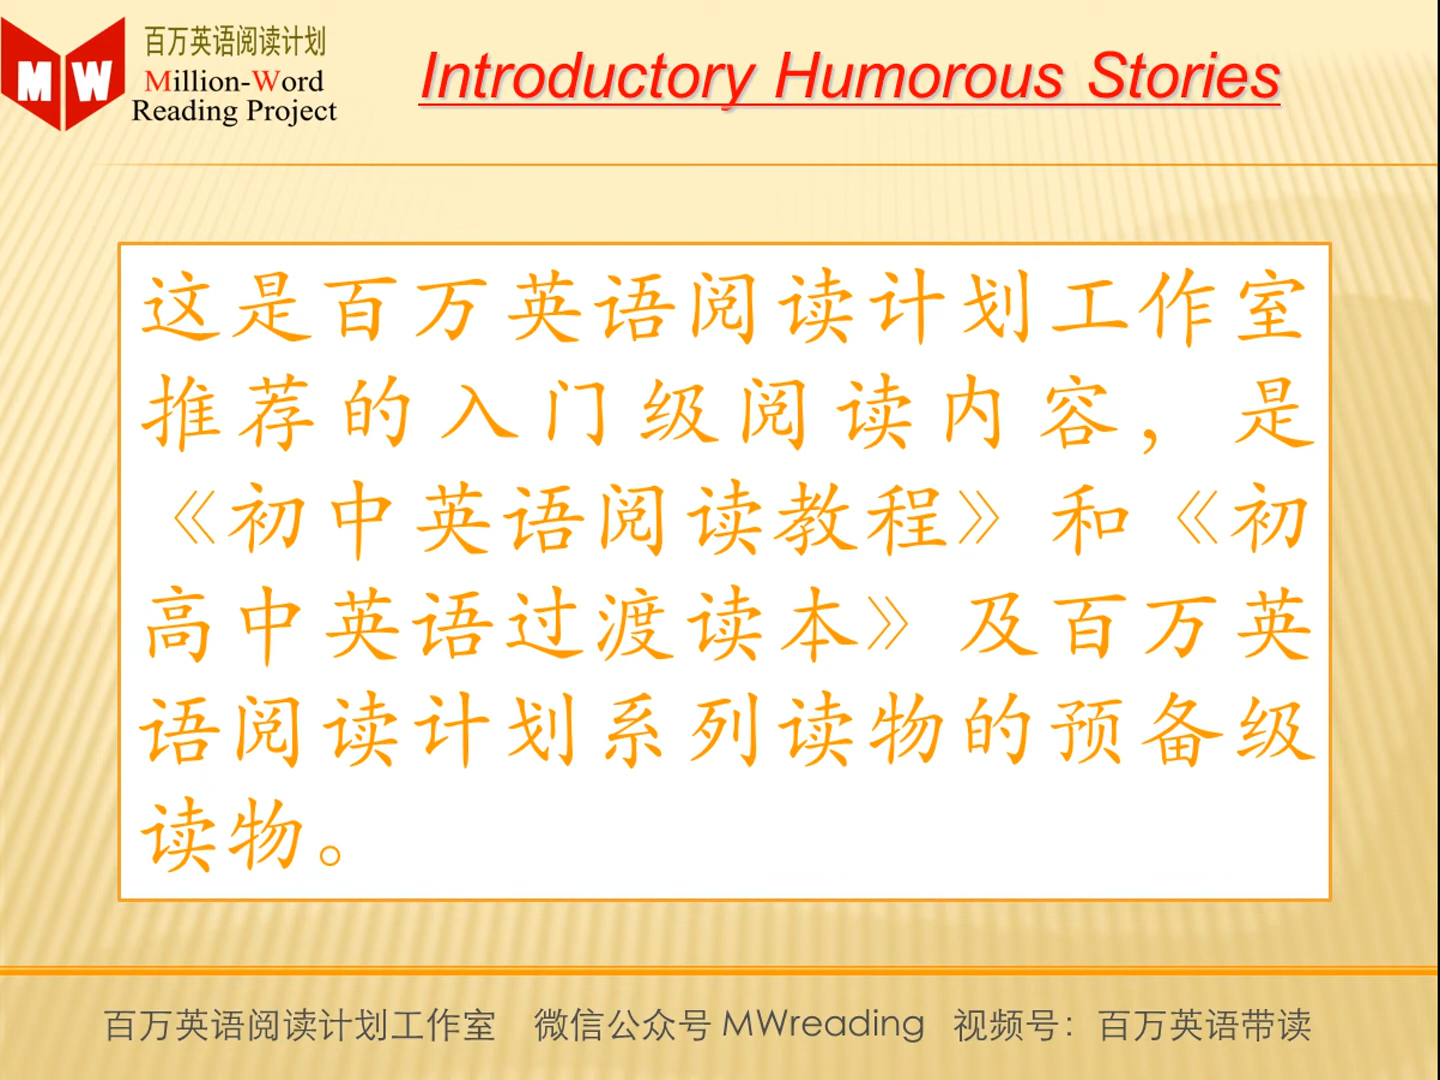 百万英语阅读计划
Million-Word
Reading Project
MW
Introductory Humorous Stories
这是百万英语阅读计划工作室
推荐的入门级阅读内容，是
《初中英语阅读教程》和《初
高中英语过渡读本》及百万英
语阅读计划系列读物的预备级
读物。
百万英语阅读计划工作室 微信公众号 MWreading 视频号：百万英语带读